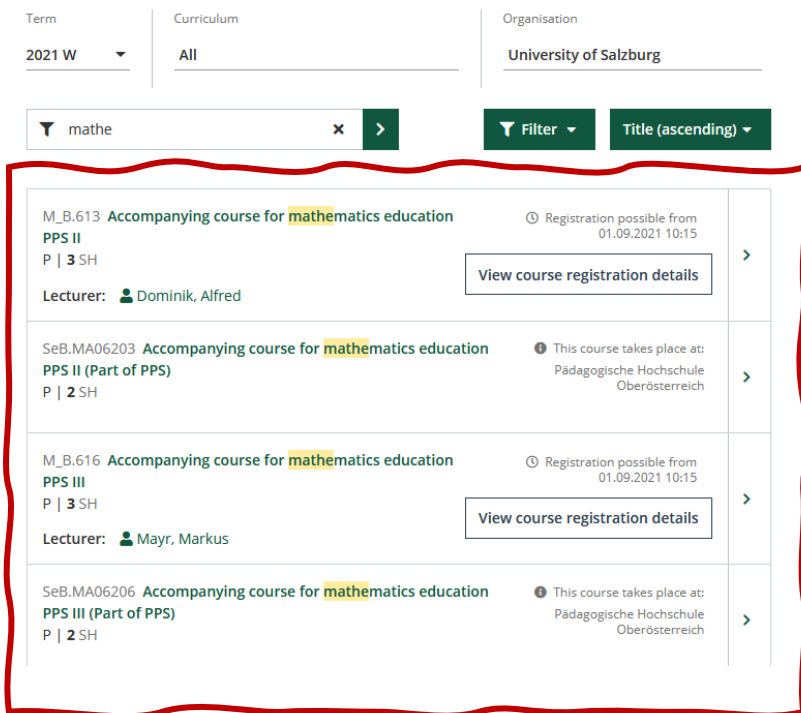 Term Curriculum Organisation
2021 W All University of Salzburg
mathe Filter Title (ascending)
M_B.613 Accompanying course for mathematics education
PPS II
P | 3 SH
Lecturer: Dominik, Alfred
Registration possible from
01.09.2021 10:15
View course registration details
SeB.MA06203 Accompanying course for mathematics education
PPS II (Part of PPS)
P | 2 SH
This course takes place at:
Pädagogische Hochschule
Oberösterreich
M_B.616 Accompanying course for mathematics education
PPS III
P | 3 SH
Lecturer: Mayr, Markus
Registration possible from
01.09.2021 10:15
View course registration details
SeB.MA06206 Accompanying course for mathematics education
PPS III (Part of PPS)
P | 2 SH
This course takes place at:
Pädagogische Hochschule
Oberösterreich